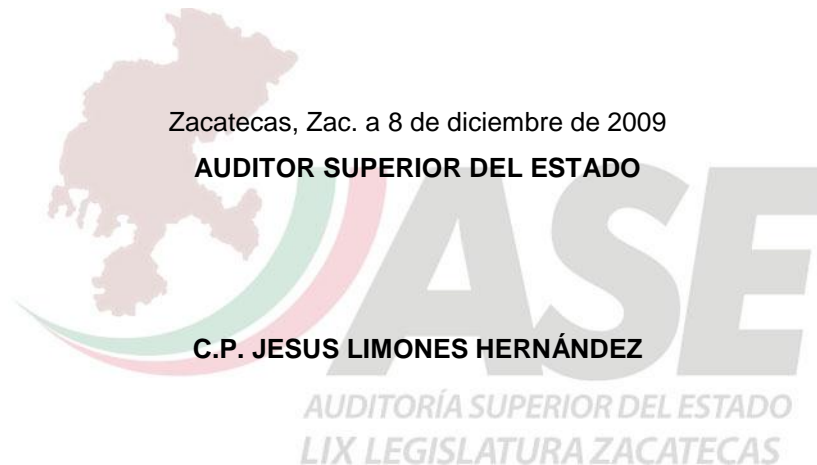 Zacatecas, Zac. a 8 de diciembre de 2009
AUDITOR SUPERIOR DEL ESTADO
ASE
C.P. JESUS LIMONES HERNÁNDEZ
AUDITORÍA SUPERIOR DEL ESTADO
LIX LEGISLATURA ZACATECAS